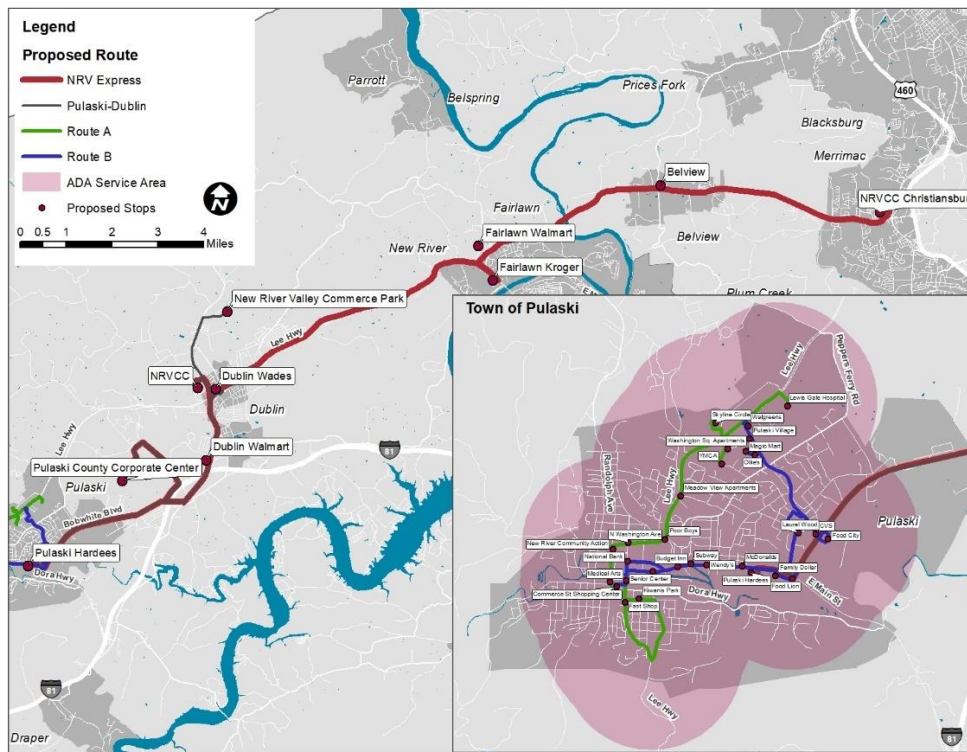 Legend
Proposed Route
NRV Express
Pulaski-Dublin
Route A
Route B
ADA Service Area
Proposed Stops
N
0 0.5 1 2 3 4
Miles
Parrott
Belspring
Prices Fork
460
Blacksburg
Merrimac
Belview
NRVCC Christiansburg
Fairlawn
Fairlawn Walmart
Belview
New River
Fairlawn Kroger
Plum Creek
New River Valley Commerce Park
Lee Hwy
NRVCC
Dublin Wades
Dublin
Lee Hwy
Dublin Walmart
81
Pulaski County Corporate Center
Pulaski
Bobwhite Blvd
Pulaski Hardees
Dora Hwy
81
Draper
Town of Pulaski
Lee Hwy
Peppers Ferry Rd
Lewis Gale Hospital
Skyline Circle
Walgreens
Pulaski Village
Washington Sq. Apartments
Magic Mart
YMCA
Ollie's
Randolph Ave
Lee Hwy
Meadow View Apartments
Laurel Wood
CVS
Food City
Pulaski
N Washington Ave
Poor Boys
New River Community Action
National Bank
Budget Inn
Subway
Wendy's
McDonalds
Family Doller
Medical Arts
Senior Center
Pulaski Hardees
Food Lion
E Main St
Commerce St Shopping Center
Kiwanis Park
Dora Hwy
Fast Shop
Lee Hwy
81